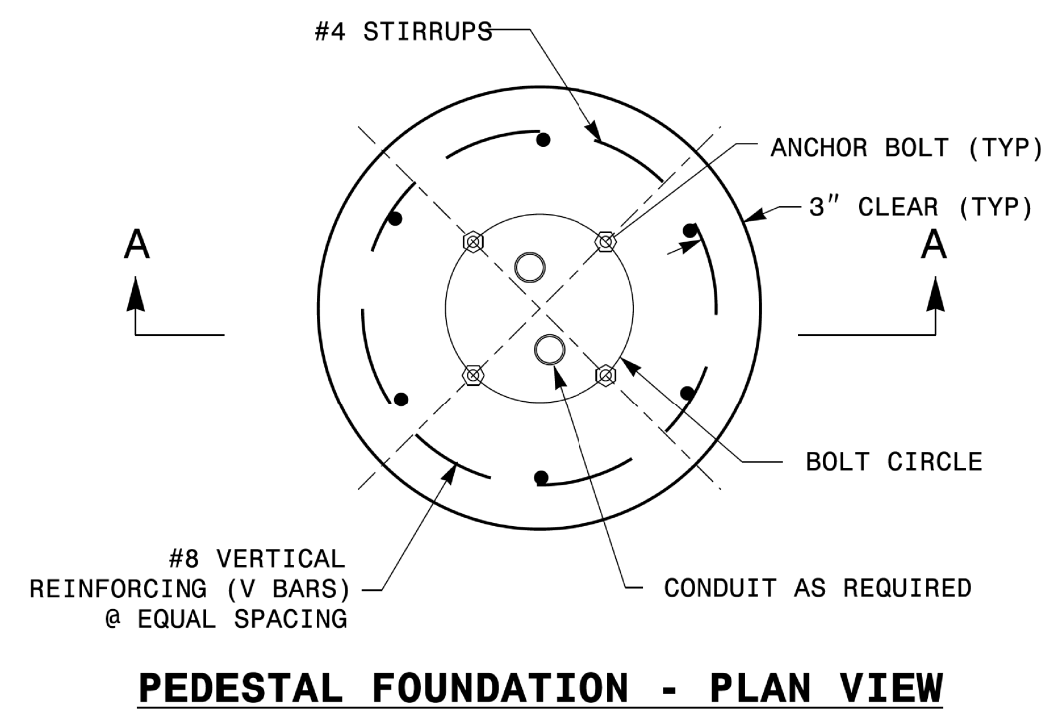 #4 STIRRUPS
ANCHOR BOLT (TYP)
3" CLEAR (TYP)
A
A
BOLT CIRCLE
#8 VERTICAL
REINFORCING (V BARS)
@ EQUAL SPACING
CONDUIT AS REQUIRED
PEDESTAL FOUNDATION - PLAN VIEW